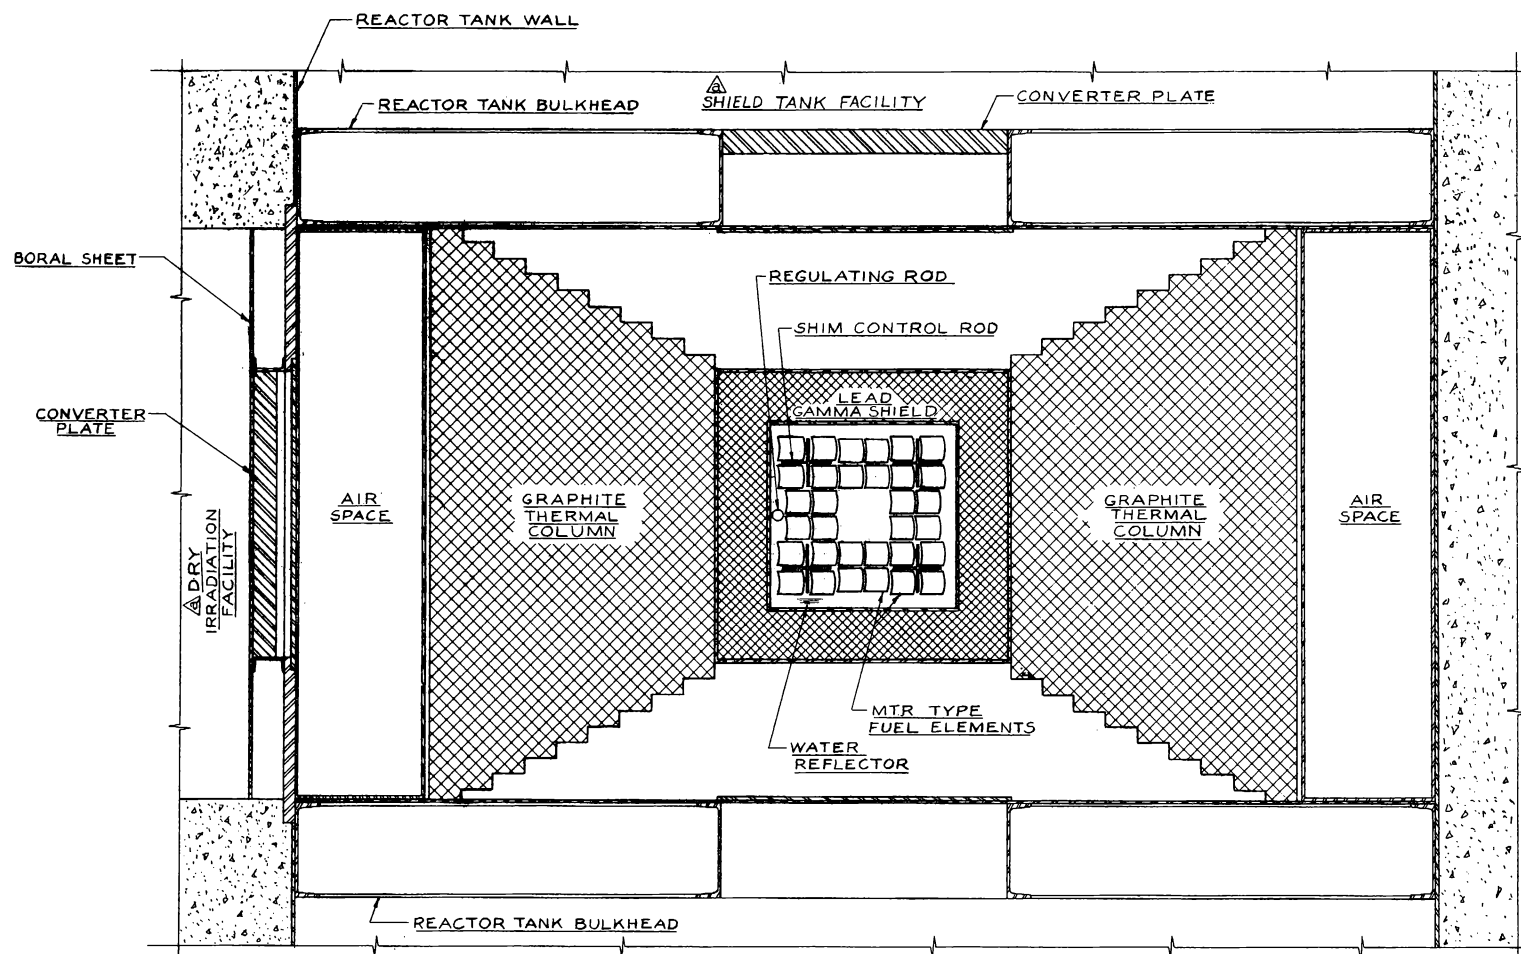 REACTOR TANK WALL
REACTOR TANK BULKHEAD
a
SHIELD TANK FACILITY
CONVERTER PLATE
BORAL SHEET
REGULATING ROD
SHIM CONTROL ROD
CONVERTER
PLATE
LEAD
GAMMA SHIELD
AIR
SPACE
GRAPHITE
THERMAL
COLUMN
GRAPHITE
THERMAL
COLUMN
AIR
SPACE
a DRY
IRRADIATION
FACILITY
MTR TYPE
FUEL ELEMENTS
WATER
REFLECTOR
REACTOR TANK BULKHEAD